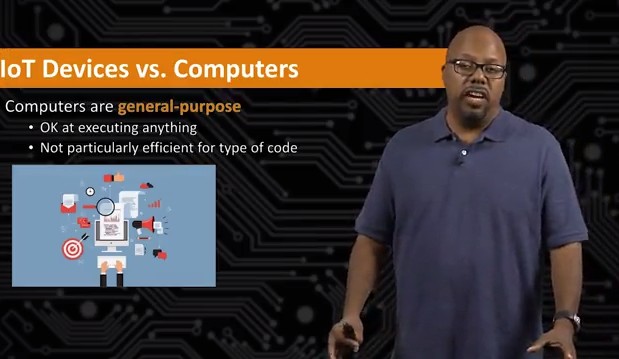 IoT Devices vs. Computers
Computers are general-purpose
• OK at executing anything
• Not particularly efficient for type of code